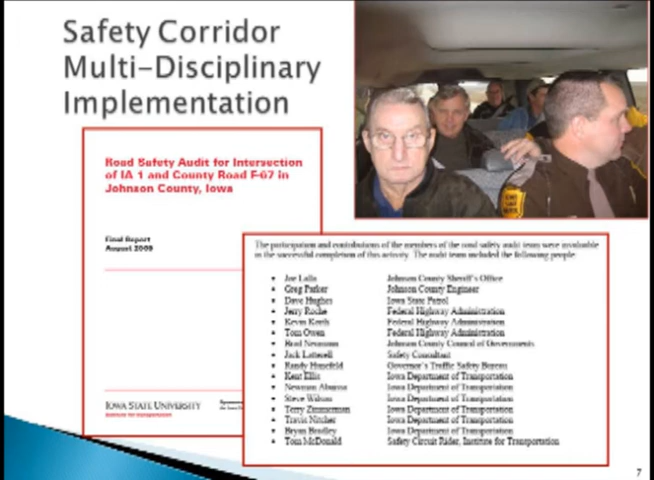 Safety Corridor
Multi-Disciplinary
Implementation
Road Safety Audit for Intersection
of IA 1 and County Road F-67 in
Johnson County, Iowa
Final Report
August 2009
The participation and contributions of the members of the road safety audit team were invaluable
in the successful completion of this activity. The audit team included the following people:
• Joe Lalla Johnson County Sheriff's Office
• Greg Parker Johnson County Engineer
• Dave Hughes Iowa State Patrol
• Jerry Roche Federal Highway Administration
• Kevin Federal Highway Administration
• Tom Owen Federal Highway Administration
• Brad Neumann Johnson County Council of Governments
• Jack Latterell Safety Consultant
• Randy Hunefeld Governor's Traffic Safety Bureau
• Kent Ellis Iowa Department of Transportation
• Newman Iowa Department of Transportation
• Steve Wilson Iowa Department of Transportation
• Terry Zimmerman Iowa Department of Transportation
• Travis Iowa Department of Transportation
• Bryan Bradley Iowa Department of Transportation
• Tom McDonald Safety Circuit Rider, Institute for Transportation
IOWA STATE UNIVERSITY
Institute for Transportation
7